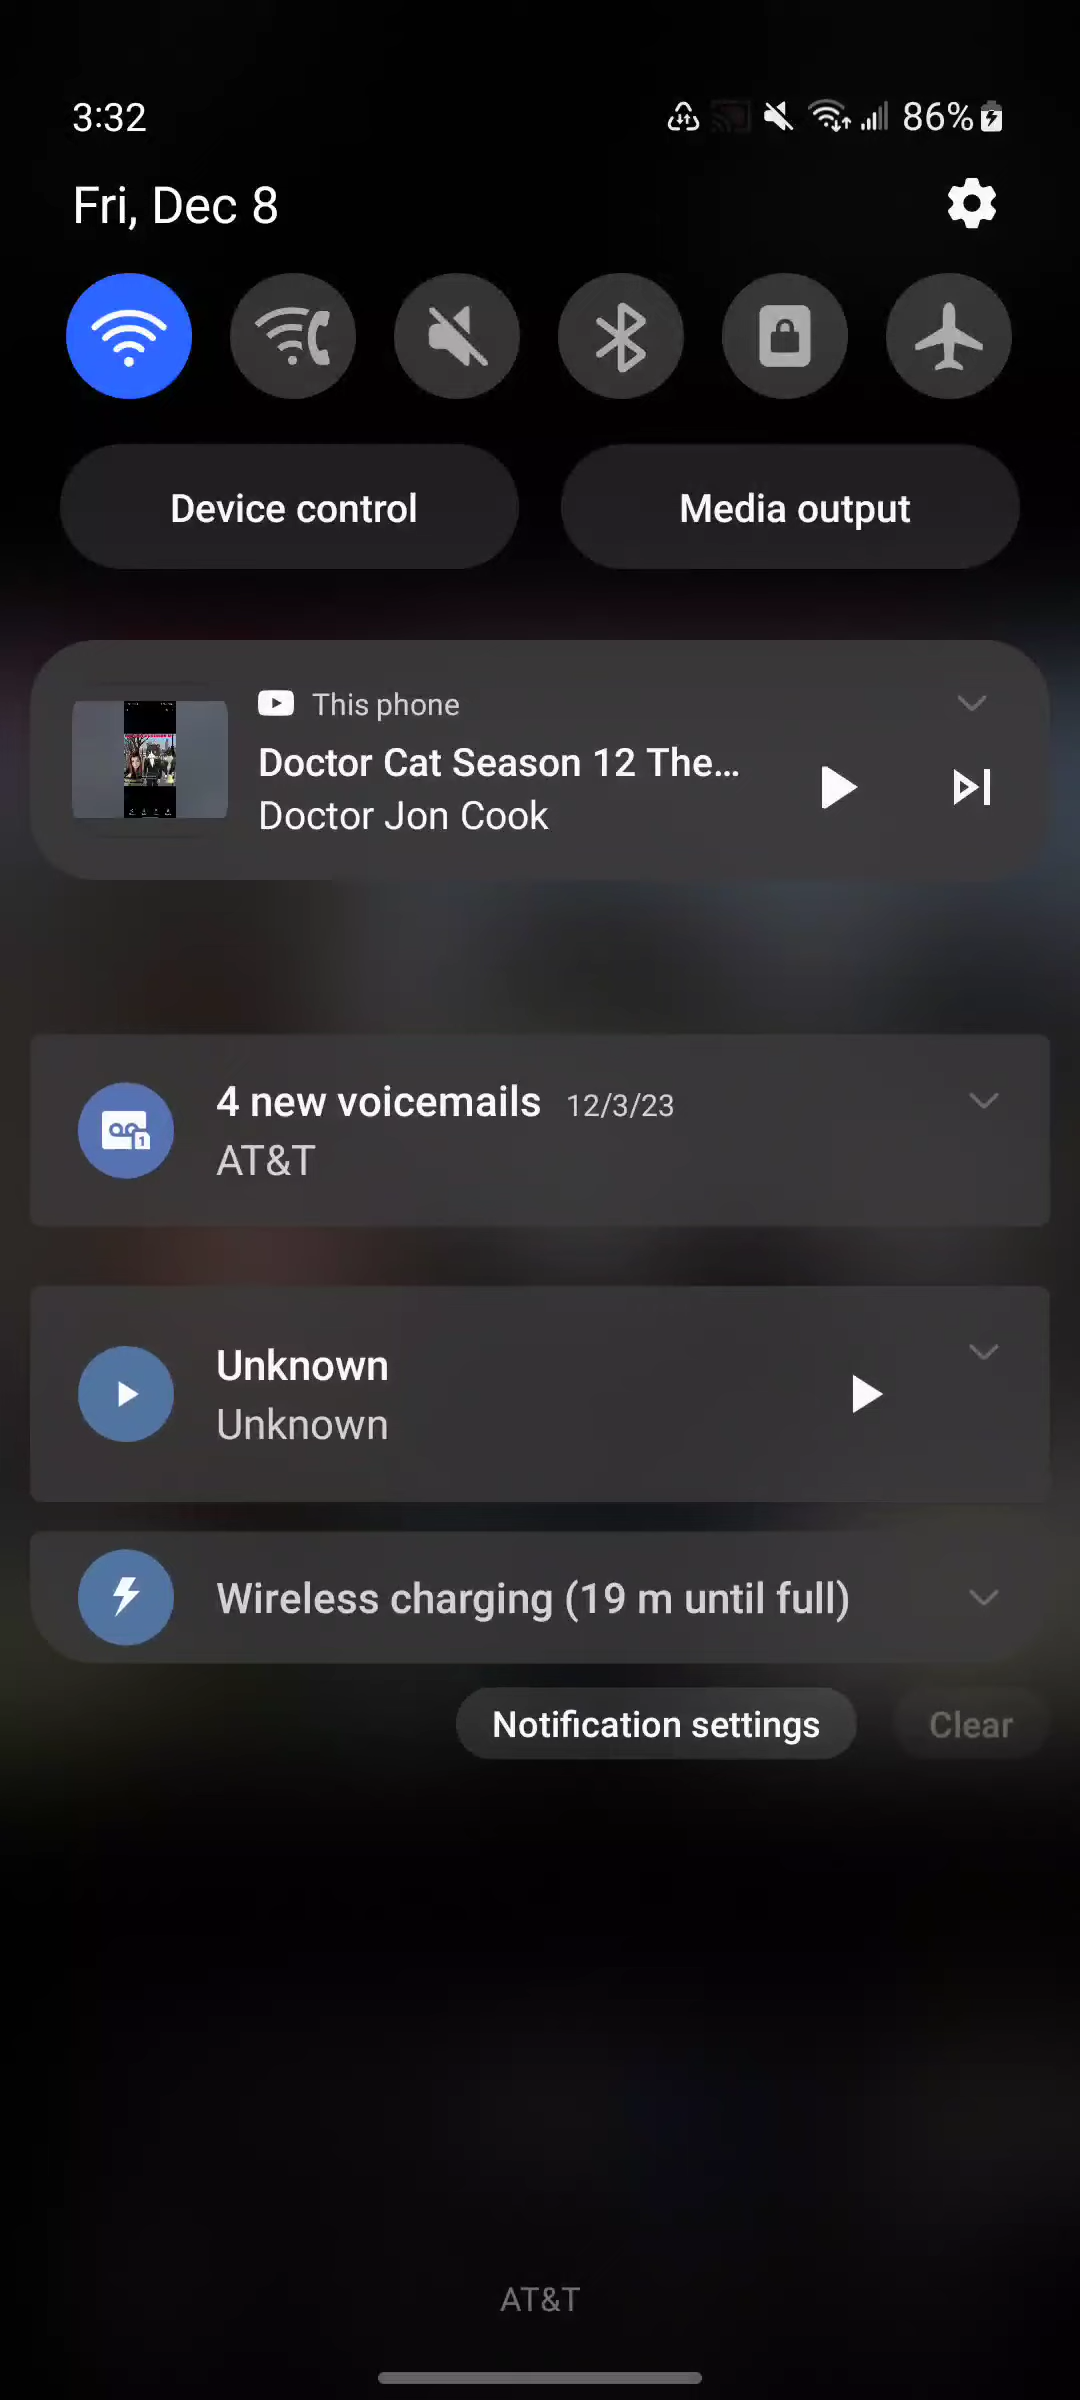 3:32
86%
Fri, Dec 8
Device control
Media output
This phone
Doctor Cat Season 12 The...
Doctor Jon Cook
4 new voicemails 12/3/23
AT&T
Unknown
Unknown
Wireless charging (19 m until full)
Notification settings
Clear
AT&T